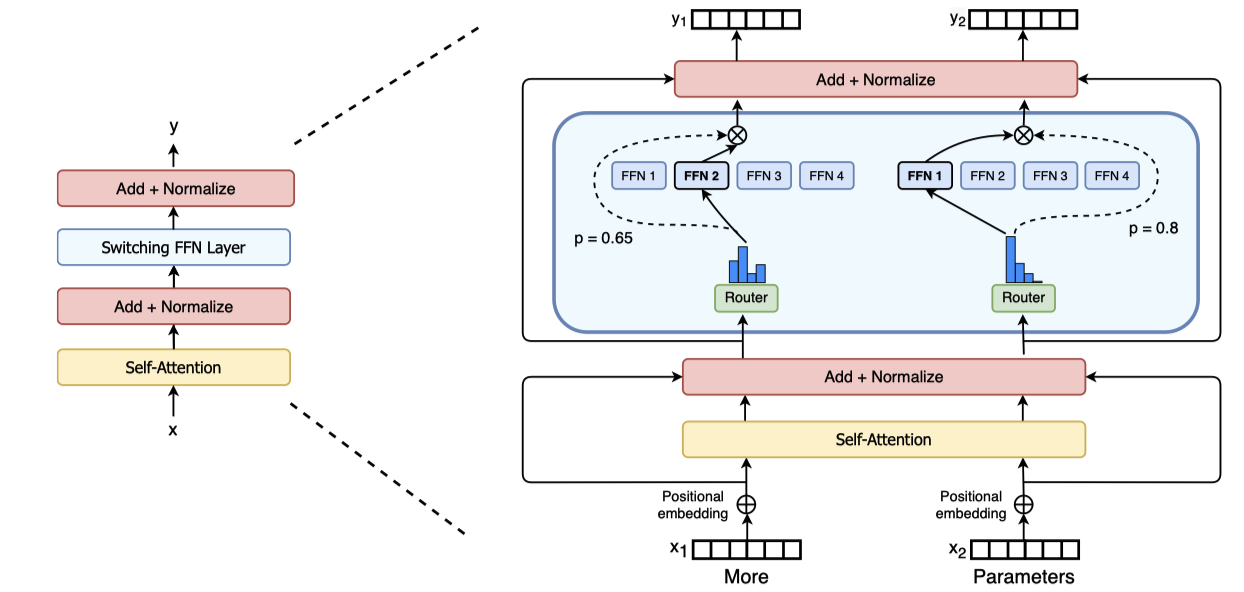 y
Add + Normalize
Switching FFN Layer
Add + Normalize
Self-Attention
x
y1
y2
Add + Normalize
FFN 1
FFN 2
FFN 3
FFN 4
FFN 1
FFN 2
FFN 3
FFN 4
p = 0.65
p = 0.8
Router
Router
Add + Normalize
Self-Attention
Positional
embedding
Positional
embedding
x1
x2
More
Parameters